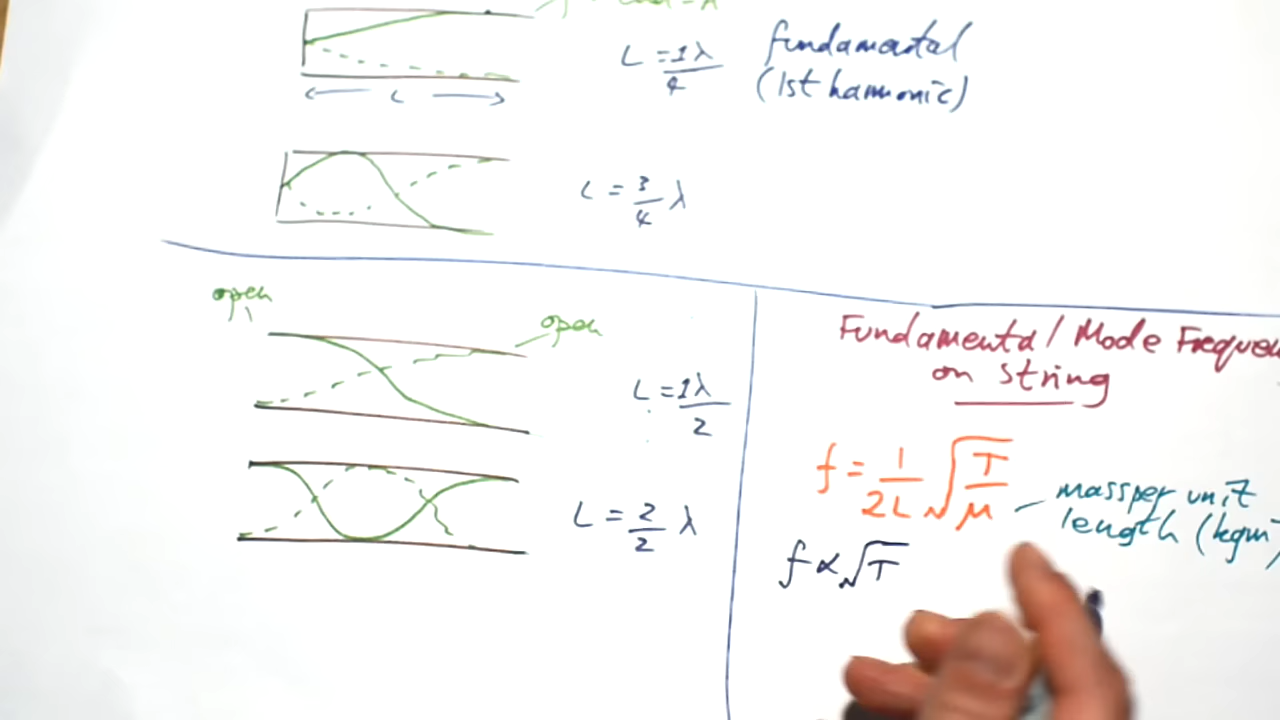 L = 1λ/4
fundamental
(1st harmonic)
L
L = 3/4 λ
open
open
L = 1λ/2
L = 2/2 λ
Fundamental Mode Frequen
on string
f = 1/2L √T/μ
mass per unit
length (kgm
f ∝ √T